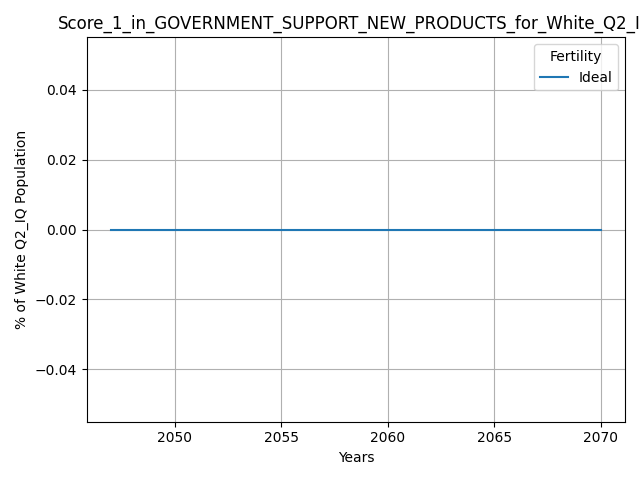 Score_1_in_GOVERNMENT_SUPPORT_NEW_PRODUCTS_for_White_Q2_I
Fertility
Ideal
0.04
0.02
0.00
−0.02
−0.04
% of White Q2_IQ Population
2050 2055 2060 2065 2070
Years